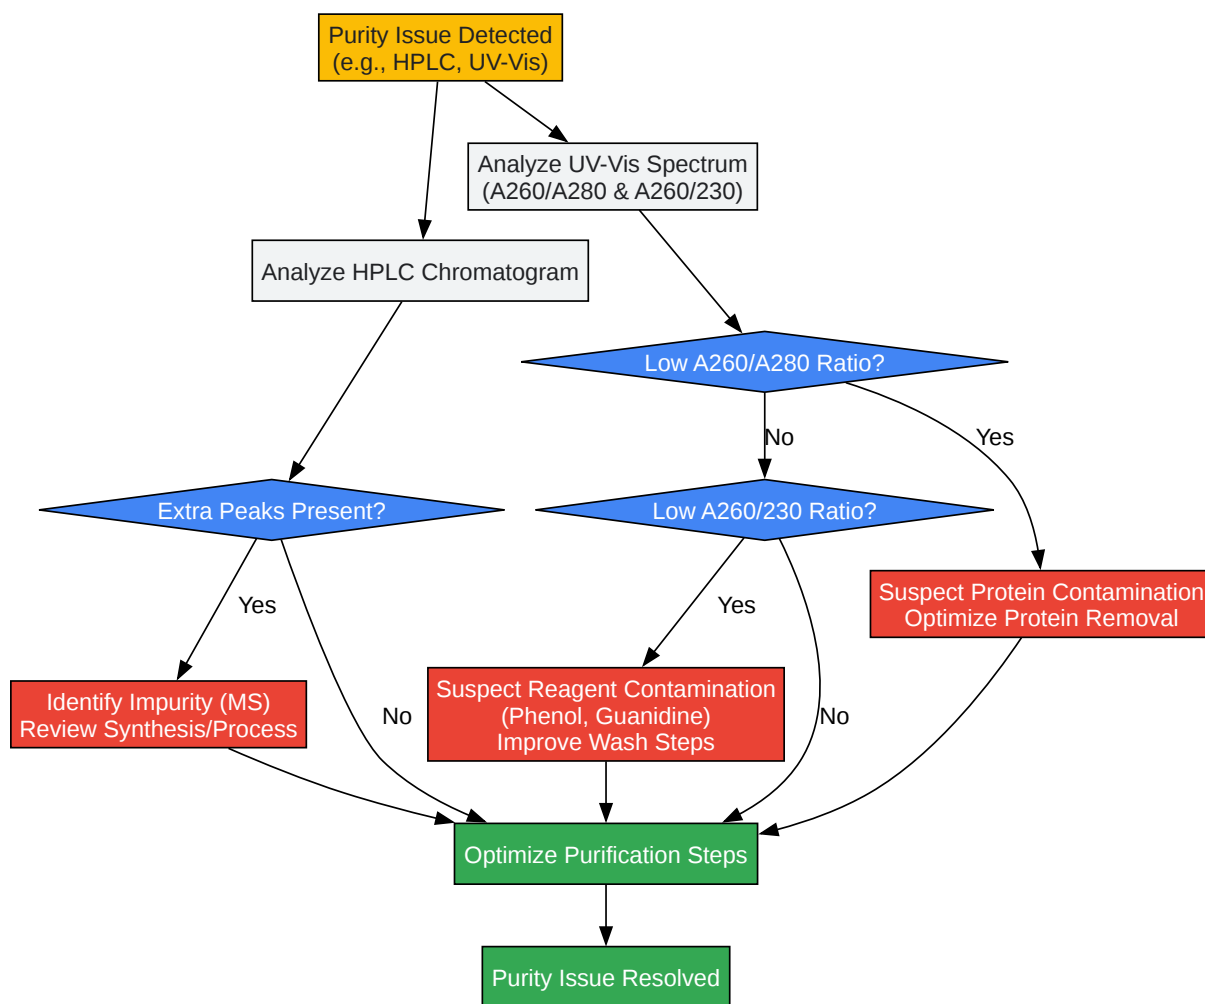 Purity Issue Detected
(e.g., HPLC, UV-Vis)
Analyze UV-Vis Spectrum
(A260/A280 & A260/230)
Analyze HPLC Chromatogram
Low A260/A280 Ratio?
No
Yes
Extra Peaks Present?
Low A260/230 Ratio?
Suspect Protein Contamination
Optimize Protein Removal
Yes
Yes
Identify Impurity (MS)
Review Synthesis/Process
No
Suspect Reagent Contamination
(Phenol, Guanidine)
Improve Wash Steps
No
Optimize Purification Steps
Purity Issue Resolved